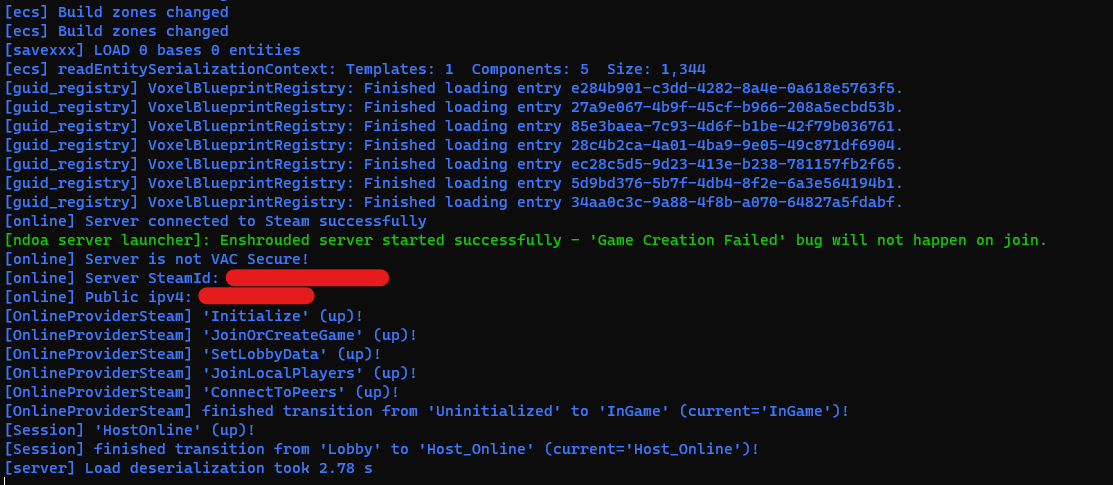 [ecs] Build zones changed
[ecs] Build zones changed
[savexxx] LOAD 0 bases 0 entities
[ecs] readEntitySerializationContext: Templates: 1  Components: 5  Size: 1,344
[guid_registry] VoxelBlueprintRegistry: Finished loading entry e284b901-c3dd-4282-8a4e-0a618e5763f5.
[guid_registry] VoxelBlueprintRegistry: Finished loading entry 27a9e067-4b9f-45cf-b966-208a5ecbd53b.
[guid_registry] VoxelBlueprintRegistry: Finished loading entry 85e3baea-7c93-4d6f-b1be-42f79b036761.
[guid_registry] VoxelBlueprintRegistry: Finished loading entry 28c4b2ca-4a01-4ba9-9e05-49c871df6904.
[guid_registry] VoxelBlueprintRegistry: Finished loading entry ec28c5d5-9d23-413e-b238-781157fb2f65.
[guid_registry] VoxelBlueprintRegistry: Finished loading entry 5d9bd376-5b7f-4db4-8f2e-6a3e564194b1.
[guid_registry] VoxelBlueprintRegistry: Finished loading entry 34aa0c3c-9a88-4f8b-a070-64827a5fdabf.
[online] Server connected to Steam successfully
[ndoa server launcher]: Enshrouded server started successfully - 'Game Creation Failed' bug will not happen on join.
[online] Server is not VAC Secure!
[online] Server SteamId:
[online] Public ipv4:
[OnlineProviderSteam] 'Initialize' (up)!
[OnlineProviderSteam] 'JoinOrCreateGame' (up)!
[OnlineProviderSteam] 'SetLobbyData' (up)!
[OnlineProviderSteam] 'JoinLocalPlayers' (up)!
[OnlineProviderSteam] 'ConnectToPeers' (up)!
[OnlineProviderSteam] finished transition from 'Uninitialized' to 'InGame' (current='InGame')!
[Session] 'HostOnline' (up)!
[Session] finished transition from 'Lobby' to 'Host_Online' (current='Host_Online')!
[server] Load deserialization took 2.78 s